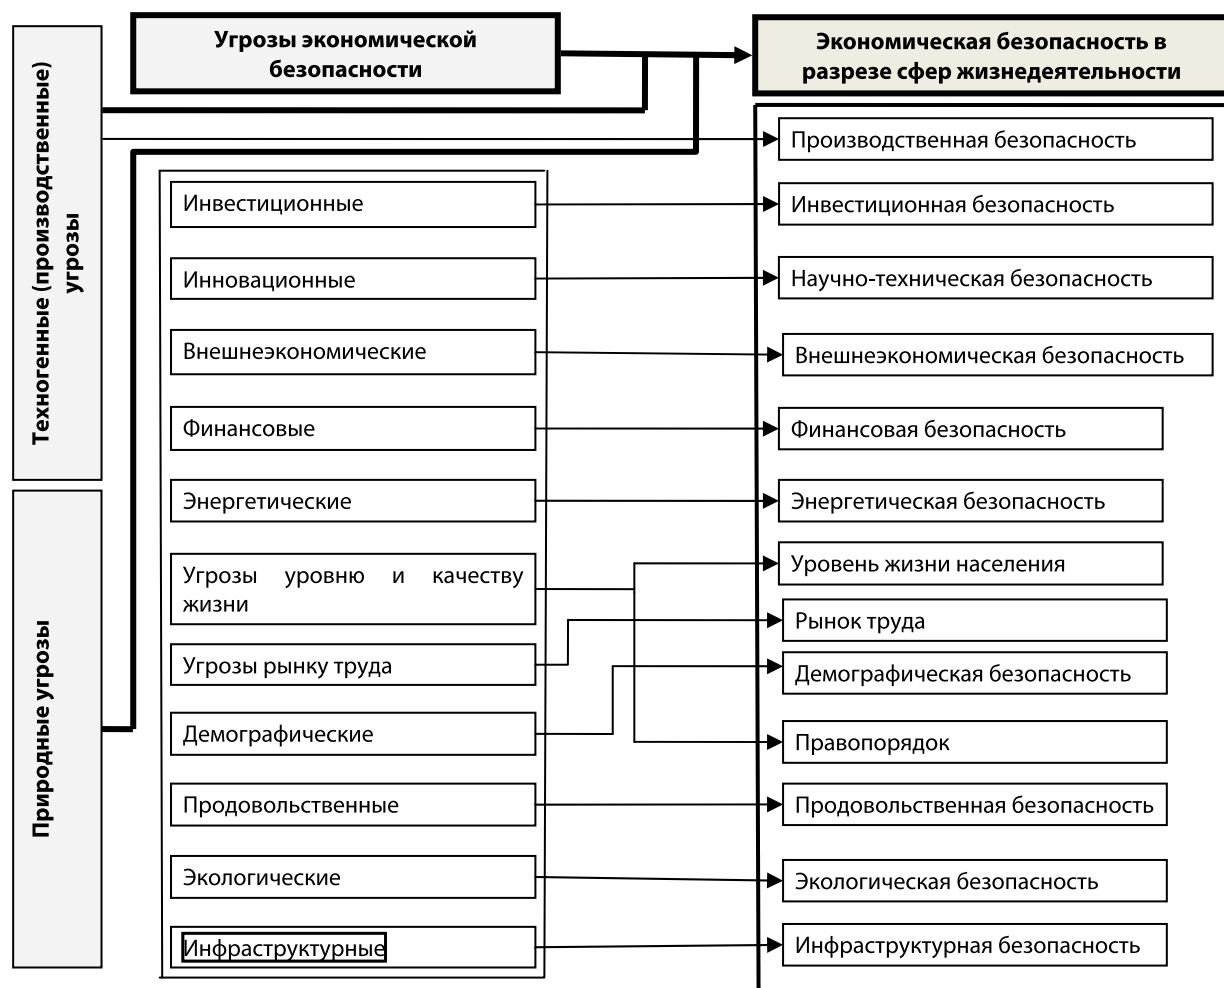 Угрозы экономической
безопасности
Экономическая безопасность в
разрезе сфер жизнедеятельности
Техногенные (производственные)
угрозы
Природные угрозы
Производственная безопасность
Инвестиционные
Инвестиционная безопасность
Инновационные
Научно-техническая безопасность
Внешнеэкономические
Внешнеэкономическая безопасность
Финансовые
Финансовая безопасность
Энергетические
Энергетическая безопасность
Угрозы уровню и качеству
жизни
Уровень жизни населения
Угрозы рынку труда
Рынок труда
Демографическая безопасность
Демографические
Правопорядок
Продовольственные
Продовольственная безопасность
Экологические
Экологическая безопасность
Инфраструктурные
Инфраструктурная безопасность